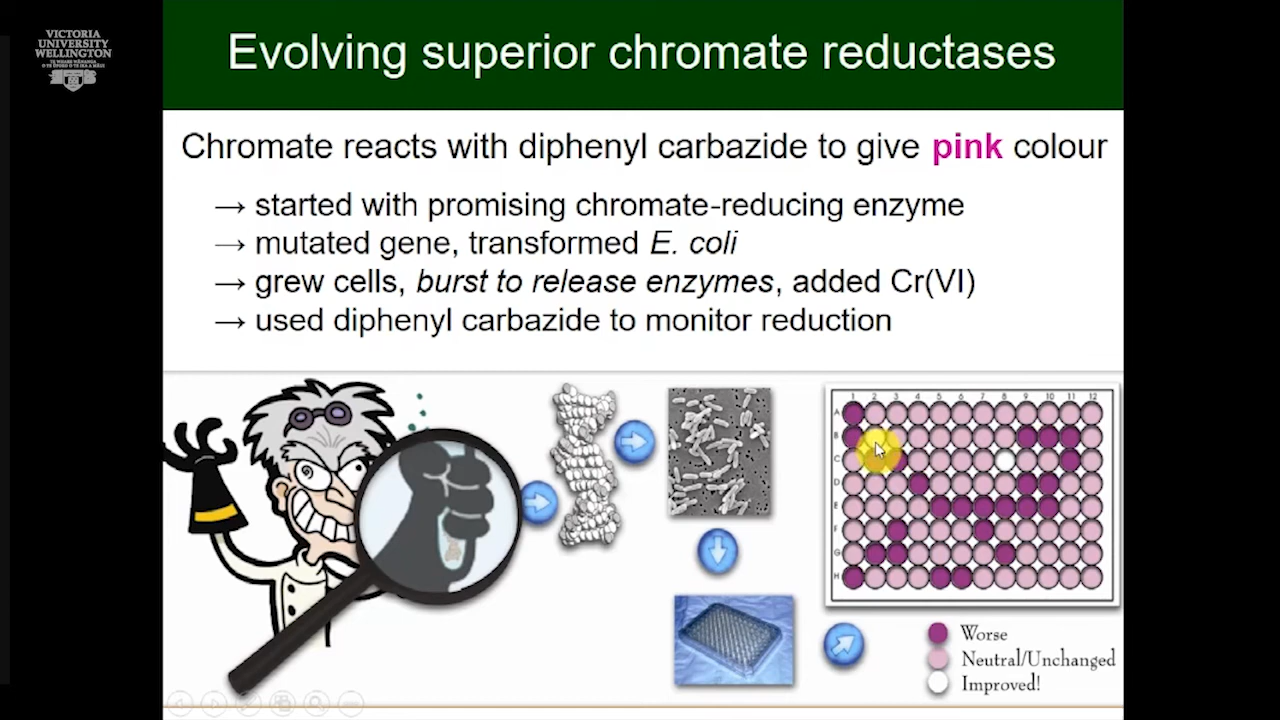 VICTORIA
UNIVERSITY
WELLINGTON
Evolving superior chromate reductases
Chromate reacts with diphenyl carbazide to give pink colour
→ started with promising chromate-reducing enzyme
→ mutated gene, transformed E. coli
→ grew cells, burst to release enzymes, added Cr(VI)
→ used diphenyl carbazide to monitor reduction
1 2 3 4 5 6 7 8 9 10 11 12
A
B
C
D
E
F
G
H
Worse
Neutral/Unchanged
Improved!